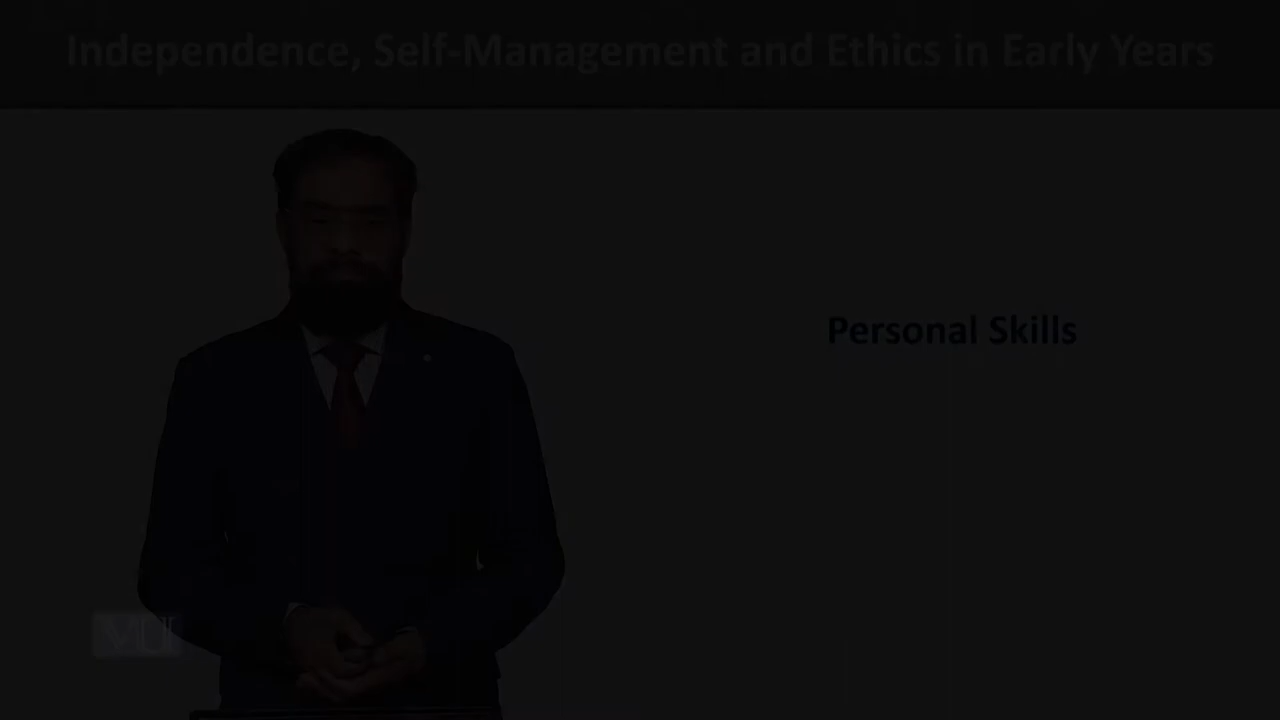 Independence, Self-Management and Ethics in Early Years
Personal Skills